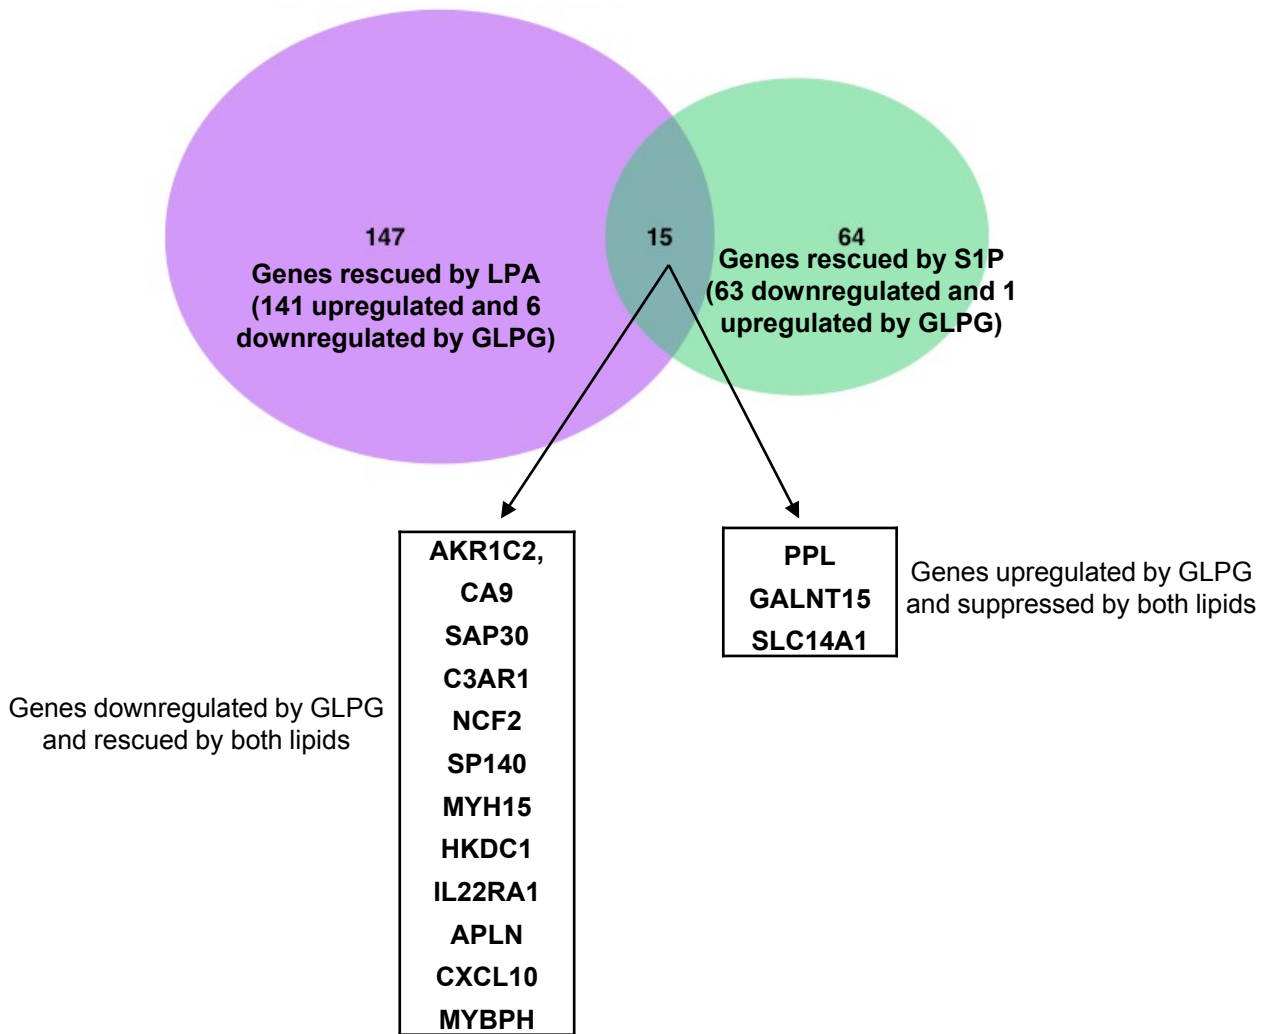 147
Genes rescued by LPA
(141 upregulated and 6
downregulated by GLPG)
15
64
Genes rescued by S1P
(63 downregulated and 1
upregulated by GLPG)
Genes downregulated by GLPG
and rescued by both lipids
AKR1C2,
CA9
SAP30
C3AR1
NCF2
SP140
MYH15
HKDC1
IL22RA1
APLN
CXCL10
MYBPH
PPL
GALNT15
SLC14A1
Genes upregulated by GLPG
and suppressed by both lipids